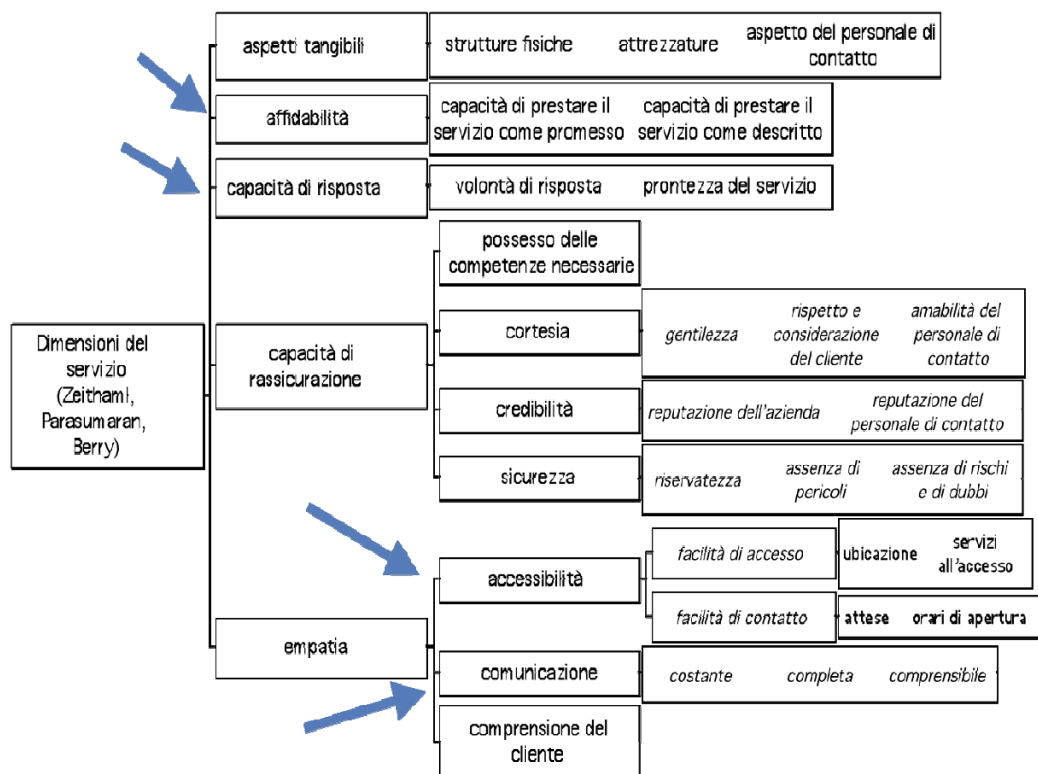 aspetti tangibili
strutture fisiche
attrezzature
aspetto del personale di
contatto
affidabilità
capacità di prestare il
servizio come promesso
capacità di prestare il
servizio come descritto
capacità di risposta
volontà di risposta
prontezza del servizio
Dimensioni del
servizio
(Zeithaml,
Parasumaran,
Berry)
capacità di
rassicurazione
possesso delle
competenze necessarie
cortesia
gentilezza
rispetto e
considerazione
del cliente
amabilità del
personale di
contatto
credibilità
reputazione dell'azienda
reputazione del
personale di contatto
sicurezza
riservatezza
assenza di
pericoli
assenza di rischi
e di dubbi
empatia
accessibilità
facilità di accesso
ubicazione
servizi
all'accesso
facilità di contatto
attese
orari di apertura
comunicazione
costante
completa
comprensibile
comprensione del
cliente